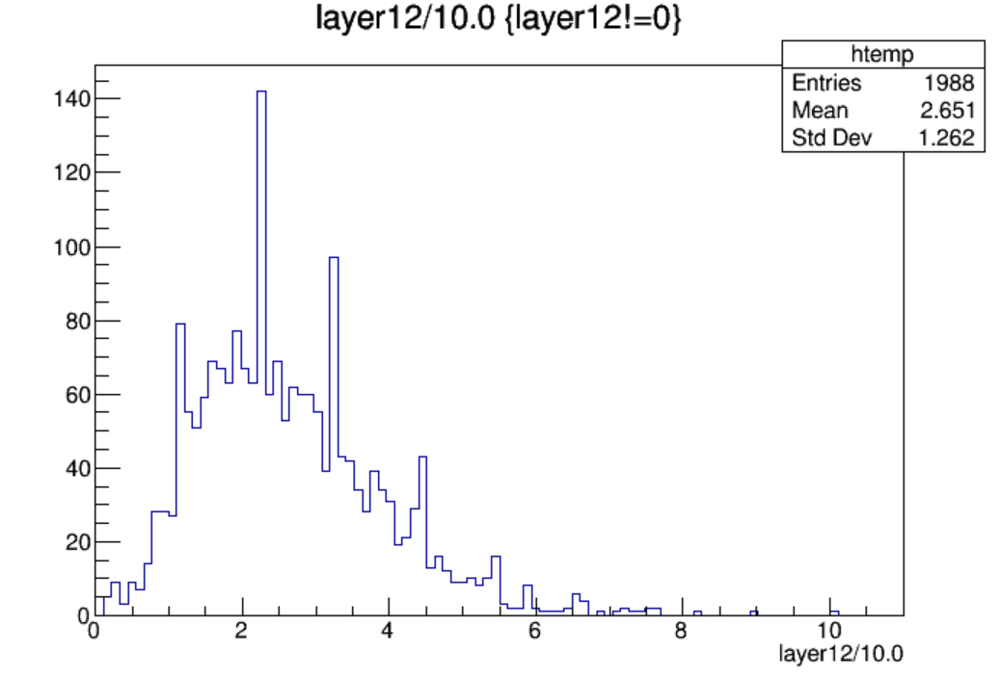 layer12/10.0 {layer12!=0}
htemp
Entries 1988
Mean 2.651
Std Dev 1.262
140
120
100
80
60
40
20
0
0 2 4 6 8 10
layer12/10.0